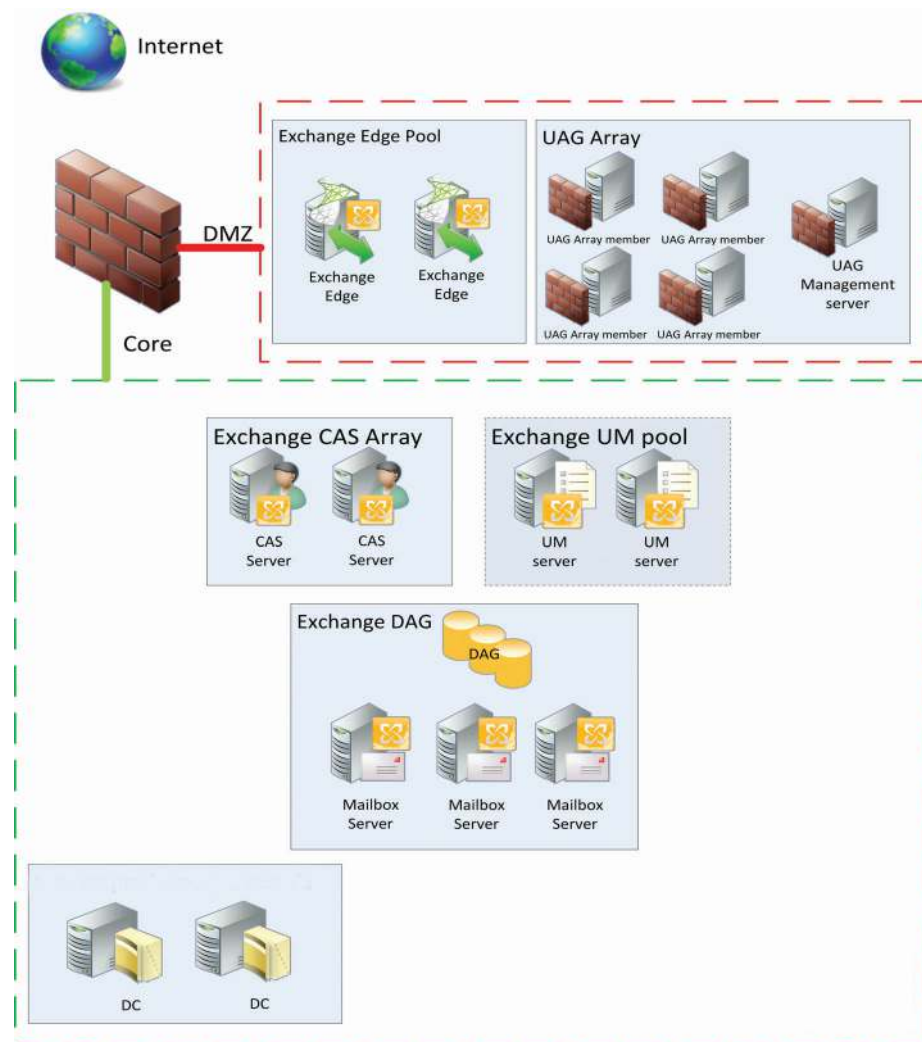 Internet
Exchange Edge Pool
UAG Array
DMZ
Exchange
Edge
Exchange
Edge
UAG Array member
UAG Array member
UAG Array member
UAG Array member
UAG
Management
server
Core
Exchange CAS Array
CAS
Server
CAS
Server
Exchange UM pool
UM
server
UM
server
Exchange DAG
DAG
Mailbox
Server
Mailbox
Server
Mailbox
Server
DC
DC